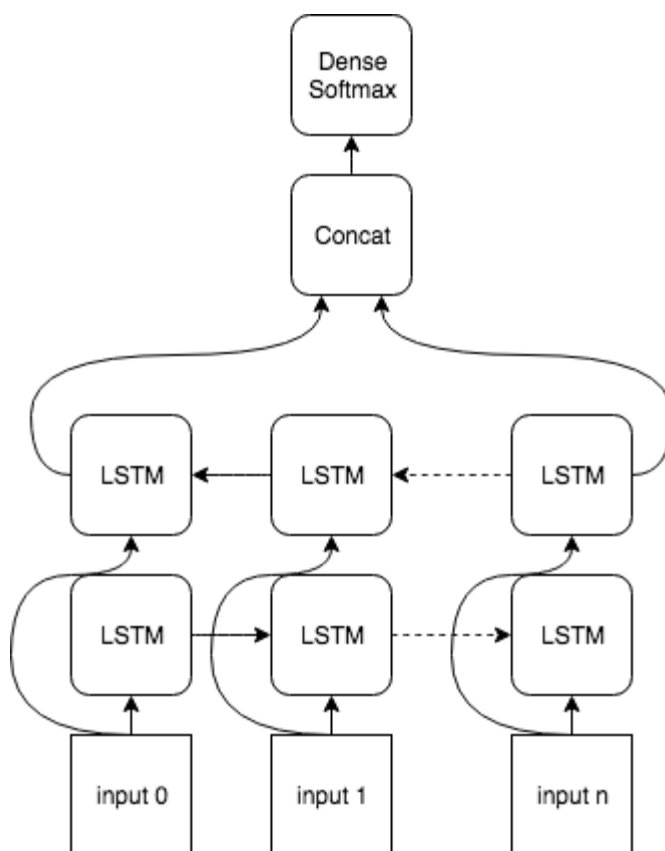 Dense
Softmax
Concat
LSTM
LSTM
LSTM
LSTM
LSTM
LSTM
input 0
input 1
input n